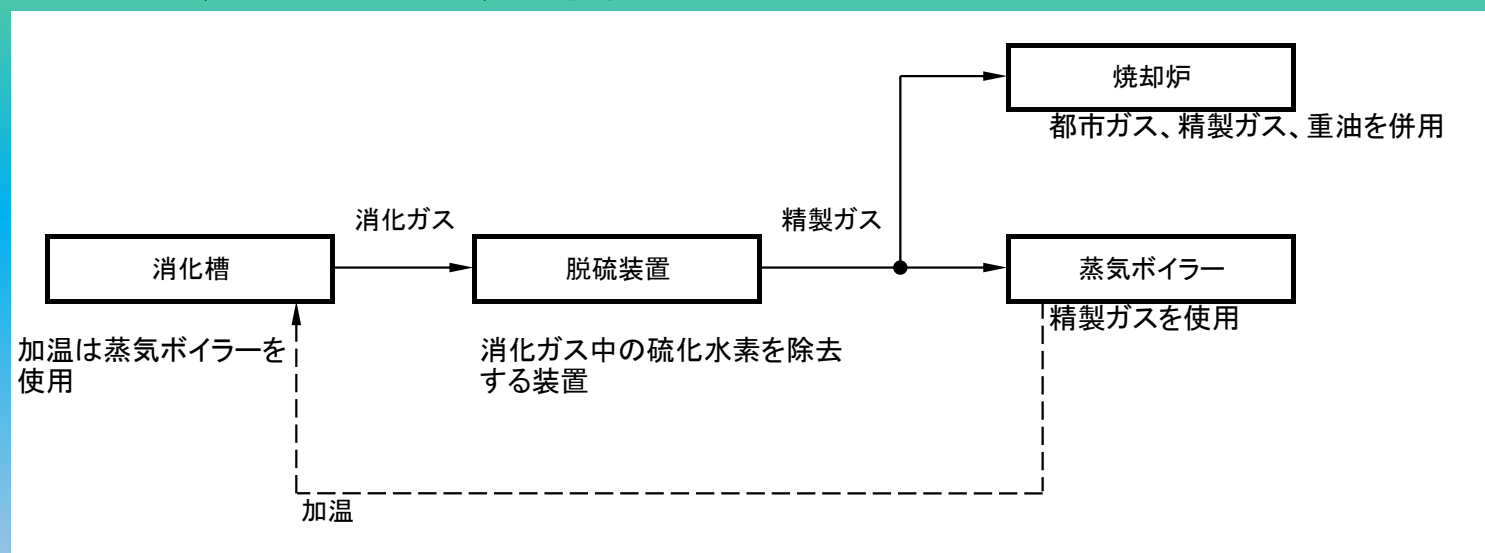 焼却炉
都市ガス、精製ガス、重油を併用
消化ガス
精製ガス
消化槽
脱硫装置
蒸気ボイラー
精製ガスを使用
加温は蒸気ボイラーを
使用
消化ガス中の硫化水素を除去
する装置
加温